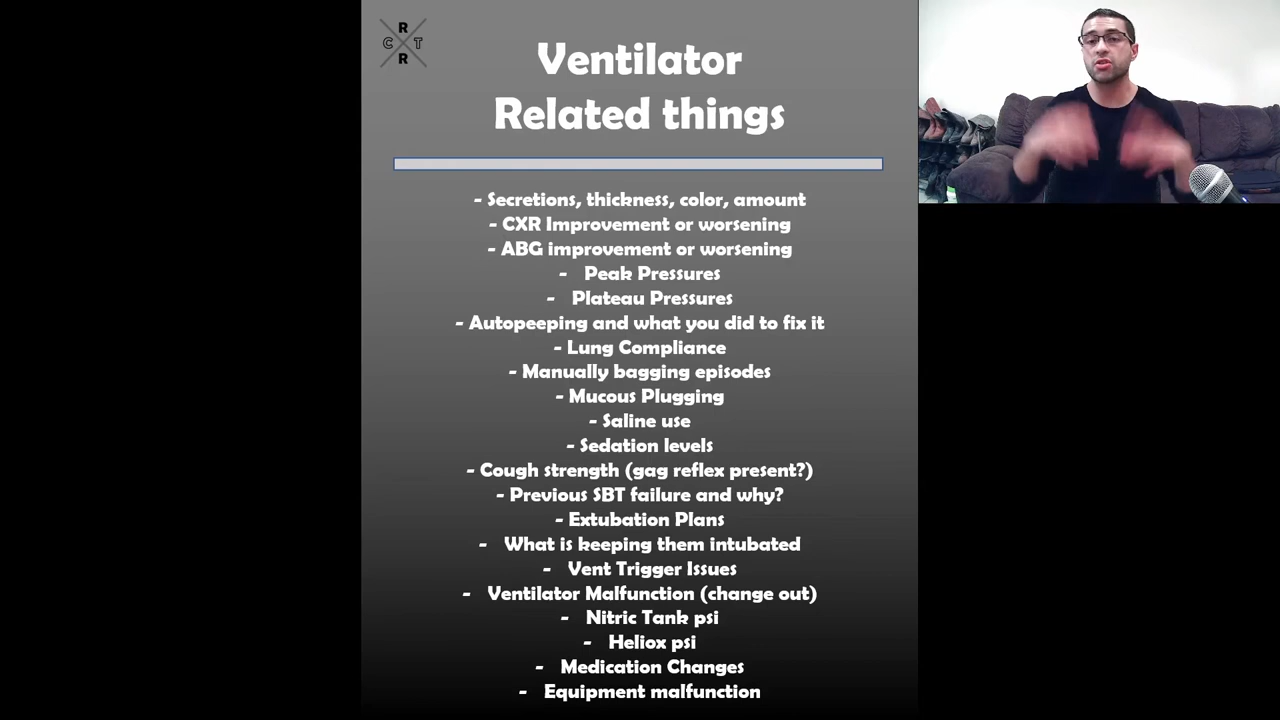 R
C T
R
Ventilator
Related things
- Secretions, thickness, color, amount
- CXR Improvement or worsening
- ABG improvement or worsening
- Peak Pressures
- Plateau Pressures
- Autopeeping and what you did to fix it
- Lung Compliance
- Manually bagging episodes
- Mucous Plugging
- Saline use
- Sedation levels
- Cough strength (gag reflex present?)
- Previous SBT failure and why?
- Extubation Plans
- What is keeping them intubated
- Vent Trigger Issues
- Ventilator Malfunction (change out)
- Nitric Tank psi
- Heliox psi
- Medication Changes
- Equipment malfunction